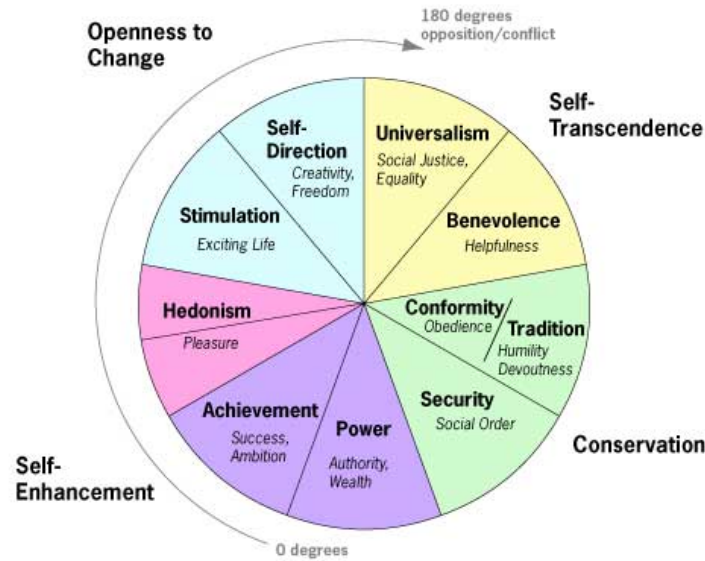 180 degrees
opposition/conflict
Openness to
Change
Self-
Transcendence
Self-
Direction
Creativity,
Freedom
Universalism
Social Justice,
Equality
Stimulation
Exciting Life
Benevolence
Helpfulness
Hedonism
Pleasure
Conformity
Obedience
Tradition
Humility
Devoutness
Achievement
Success,
Ambition
Power
Authority,
Wealth
Security
Social Order
Conservation
Self-
Enhancement
0 degrees